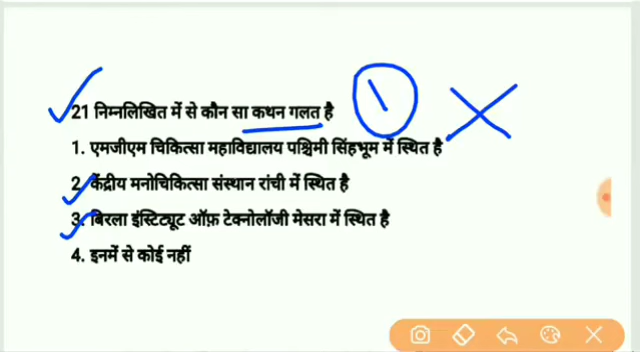 21 निम्नलिखित में से कौन सा कथन गलत है
1. एमजीएम चिकित्सा महाविद्यालय पश्चिमी सिंहभूम में स्थित है
2. केंद्रीय मनोचिकित्सा संस्थान रांची में स्थित है
3. बिरला इंस्टिट्यूट ऑफ़ टेक्नोलॉजी मेसरा में स्थित है
4. इनमें से कोई नहीं